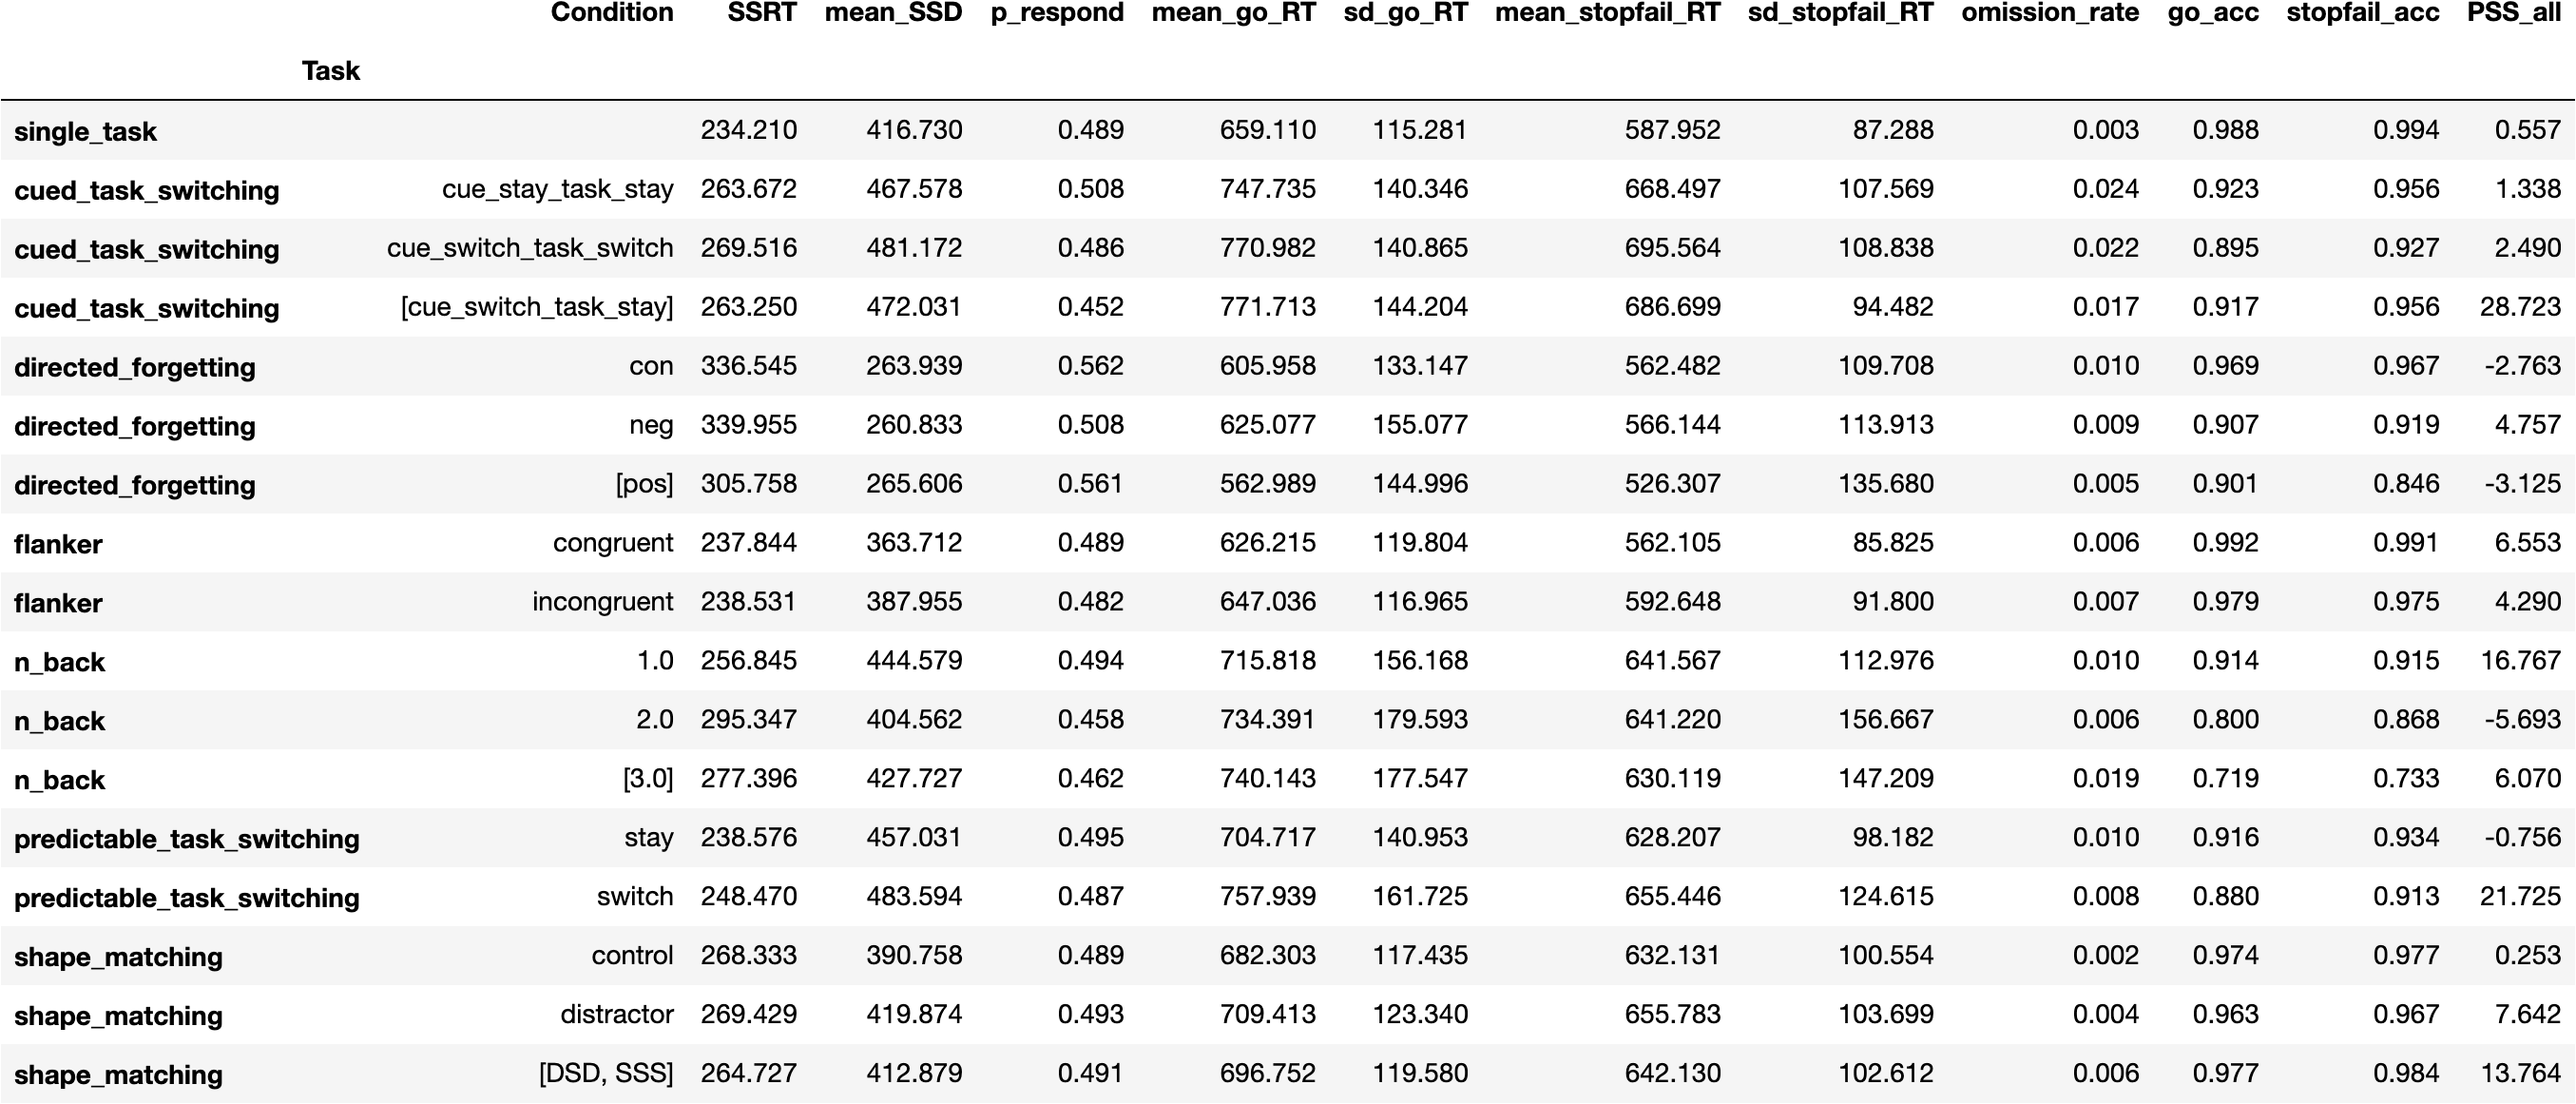 Condition SSRT mean_SSD p_respond mean_go_RT sd_go_RT mean_stopfail_RT sd_stopfail_RT omission_rate go_acc stopfail_acc PSS_all
Task
single_task 234.210 416.730 0.489 659.110 115.281 587.952 87.288 0.003 0.988 0.994 0.557
cued_task_switching cue_stay_task_stay 263.672 467.578 0.508 747.735 140.346 668.497 107.569 0.024 0.923 0.956 1.338
cued_task_switching cue_switch_task_switch 269.516 481.172 0.486 770.982 140.865 695.564 108.838 0.022 0.895 0.927 2.490
cued_task_switching [cue_switch_task_stay] 263.250 472.031 0.452 771.713 144.204 686.699 94.482 0.017 0.917 0.956 28.723
directed_forgetting con 336.545 263.939 0.562 605.958 133.147 562.482 109.708 0.010 0.969 0.967 -2.763
directed_forgetting neg 339.955 260.833 0.508 625.077 155.077 566.144 113.913 0.009 0.907 0.919 4.757
directed_forgetting [pos] 305.758 265.606 0.561 562.989 144.996 526.307 135.680 0.005 0.901 0.846 -3.125
flanker congruent 237.844 363.712 0.489 626.215 119.804 562.105 85.825 0.006 0.992 0.991 6.553
flanker incongruent 238.531 387.955 0.482 647.036 116.965 592.648 91.800 0.007 0.979 0.975 4.290
n_back 1.0 256.845 444.579 0.494 715.818 156.168 641.567 112.976 0.010 0.914 0.915 16.767
n_back 2.0 295.347 404.562 0.458 734.391 179.593 641.220 156.667 0.006 0.800 0.868 -5.693
n_back [3.0] 277.396 427.727 0.462 740.143 177.547 630.119 147.209 0.019 0.719 0.733 6.070
predictable_task_switching stay 238.576 457.031 0.495 704.717 140.953 628.207 98.182 0.010 0.916 0.934 -0.756
predictable_task_switching switch 248.470 483.594 0.487 757.939 161.725 655.446 124.615 0.008 0.880 0.913 21.725
shape_matching control 268.333 390.758 0.489 682.303 117.435 632.131 100.554 0.002 0.974 0.977 0.253
shape_matching distractor 269.429 419.874 0.493 709.413 123.340 655.783 103.699 0.004 0.963 0.967 7.642
shape_matching [DSD, SSS] 264.727 412.879 0.491 696.752 119.580 642.130 102.612 0.006 0.977 0.984 13.764